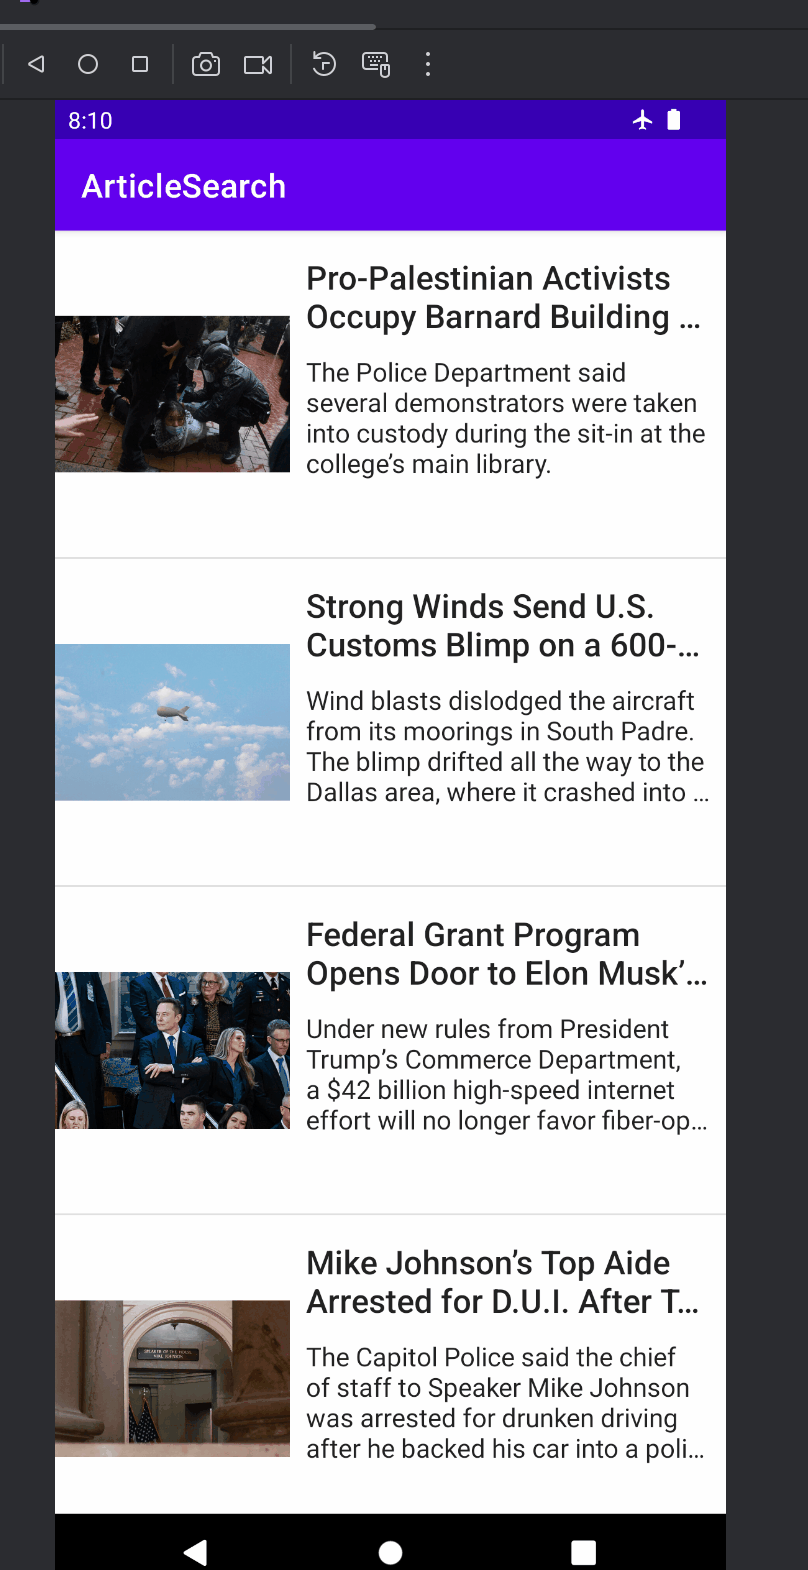 8:10
ArticleSearch
Pro-Palestinian Activists
Occupy Barnard Building ...
The Police Department said
several demonstrators were taken
into custody during the sit-in at the
college’s main library.
Strong Winds Send U.S.
Customs Blimp on a 600-...
Wind blasts dislodged the aircraft
from its moorings in South Padre.
The blimp drifted all the way to the
Dallas area, where it crashed into ...
Federal Grant Program
Opens Door to Elon Musk’...
Under new rules from President
Trump’s Commerce Department,
a $42 billion high-speed internet
effort will no longer favor fiber-op...
Mike Johnson’s Top Aide
Arrested for D.U.I. After T...
The Capitol Police said the chief
of staff to Speaker Mike Johnson
was arrested for drunken driving
after he backed his car into a poli...